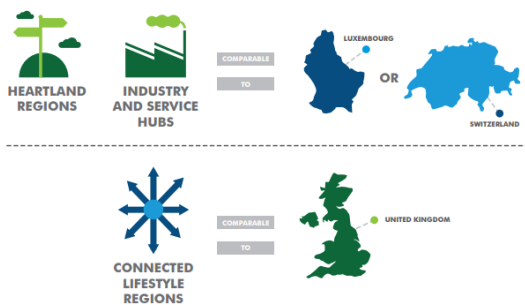 HEARTLAND
REGIONS
INDUSTRY
AND SERVICE
HUBS
COMPARABLE
TO
LUXEMBOURG
OR
SWITZERLAND
CONNECTED
LIFESTYLE
REGIONS
COMPARABLE
TO
UNITED KINGDOM